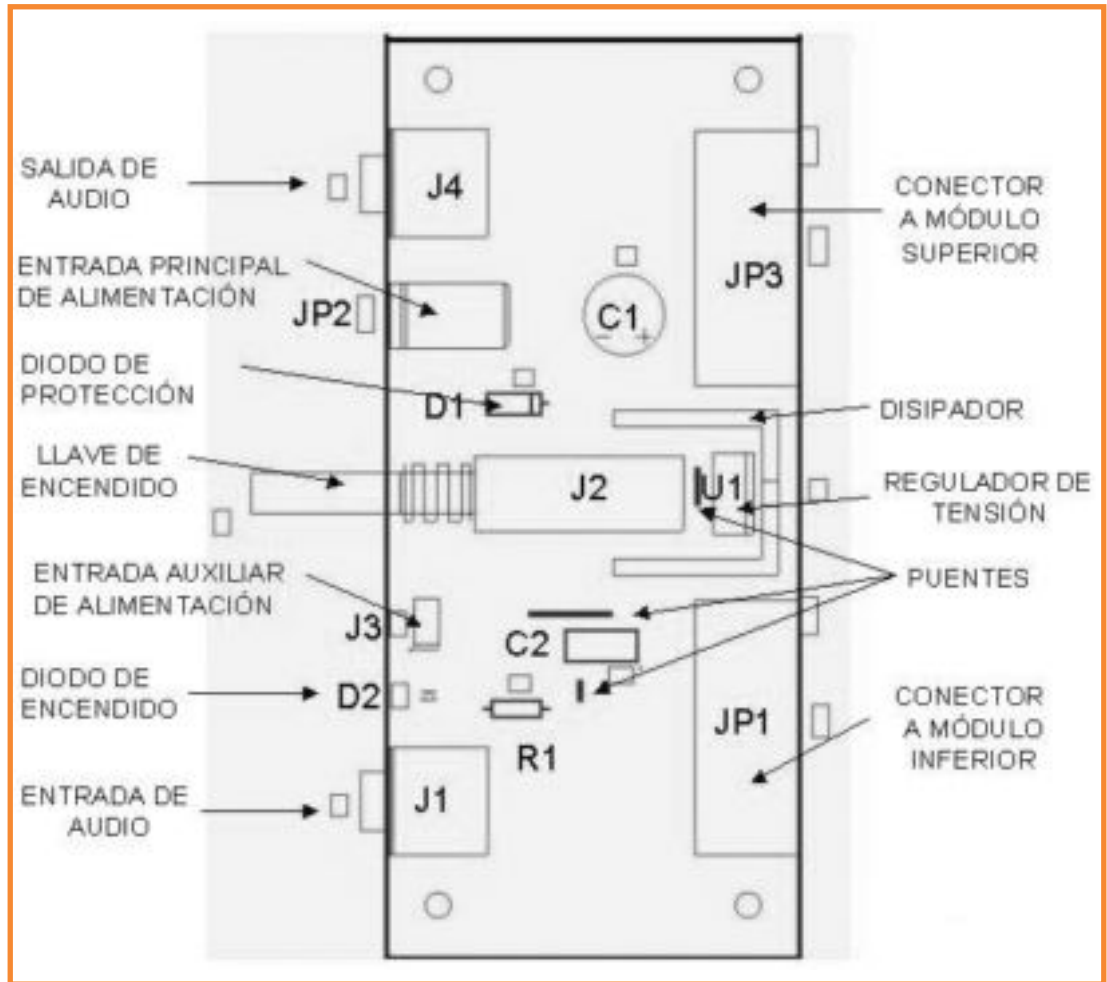 SALIDA DE
AUDIO
ENTRADA PRINCIPAL
DE ALIMENTACIÓN
JP2
DIODO DE
PROTECCIÓN
D1
LLAVE DE
ENCENDIDO
ENTRADA AUXILIAR
DE ALIMENTACIÓN
J3
DIODO DE
ENCENDIDO
D2
ENTRADA DE
AUDIO
J4
C1
- +
J2
U1
C2
R1
J1
JP3
JP1
CONECTOR
A MÓDULO
SUPERIOR
DISIPADOR
REGULADOR DE
TENSIÓN
PUENTES
CONECTOR
A MÓDULO
INFERIOR